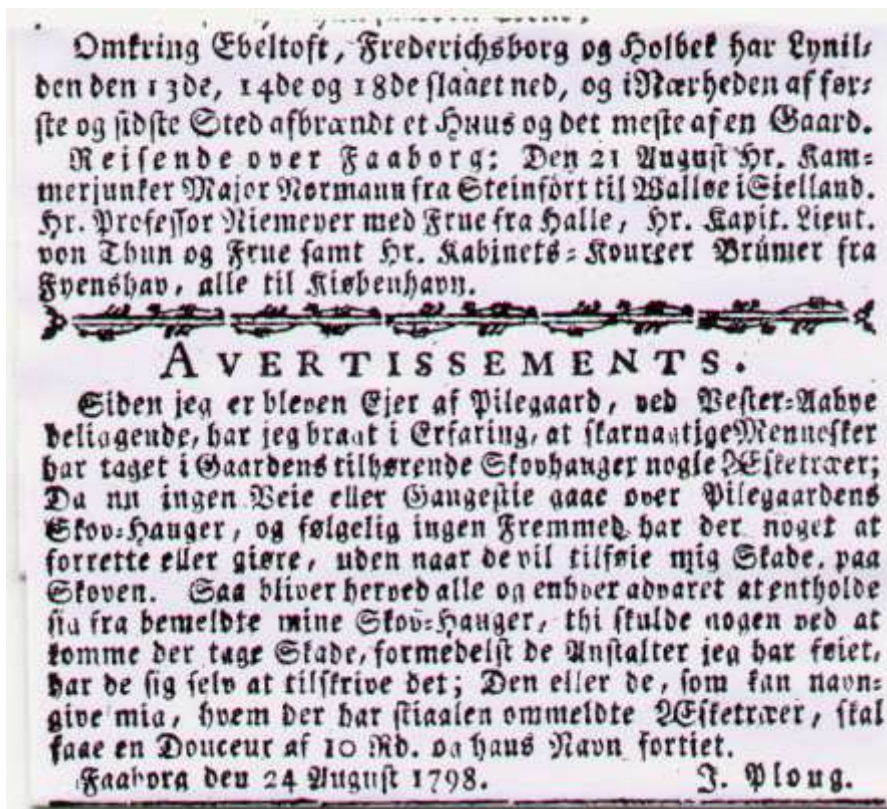 Omkring Ebeltoft, Frederichsborg og Holbek har Lynil-
den den 13de, 14de og 18de slaaet ned, og i Nærheden af før-
ste og sidste Sted afbrændt et Huus og det meste af en Gaard.
Reisende over Faaborg: Den 21 August Hr. Kam-
merjunker Major Normann fra Steinfort til Walløe i Sielland.
Hr. Professor Niemeyer med Frue fra Halle, Hr. Kapit. Lieut.
von Thun og Frue samt Hr. Kabinets-Koureer Brúmer fra
Fyenshav, alle til Kiøbenhavn.
AVERTISSEMENTS.
Siden jeg er bleven Ejer af Pilegaard, ved Vester-Aabye
beliggende, har jeg bragt i Erfaring, at skarnagtige Mennesker
har taget i Gaardens tilhørende Skovhauger nogle Æsketræer;
Da nu ingen Veie eller Gangestie gaae over Pilegaardens
Skov-Hauger, og følgelig ingen Fremmed har der noget at
forrette eller giøre, uden naar de vil tilføie mig Skade, paa
Skoven. Saa bliver herved alle og enhver advaret at entholde
sig fra bemeldte mine Skov-Hauger, thi skulde nogen ved at
komme der tage Skade, formedelst de Anstalter jeg har føiet,
har de sig selv at tilskrive det; Den eller de, som kan navn-
give mig, hvem der har stiaalen ommeldte Æsketræer, skal
faae en Douceur af 10 Rd. og hans Navn fortiet.
Faaborg den 24 August 1798. J. Ploug.